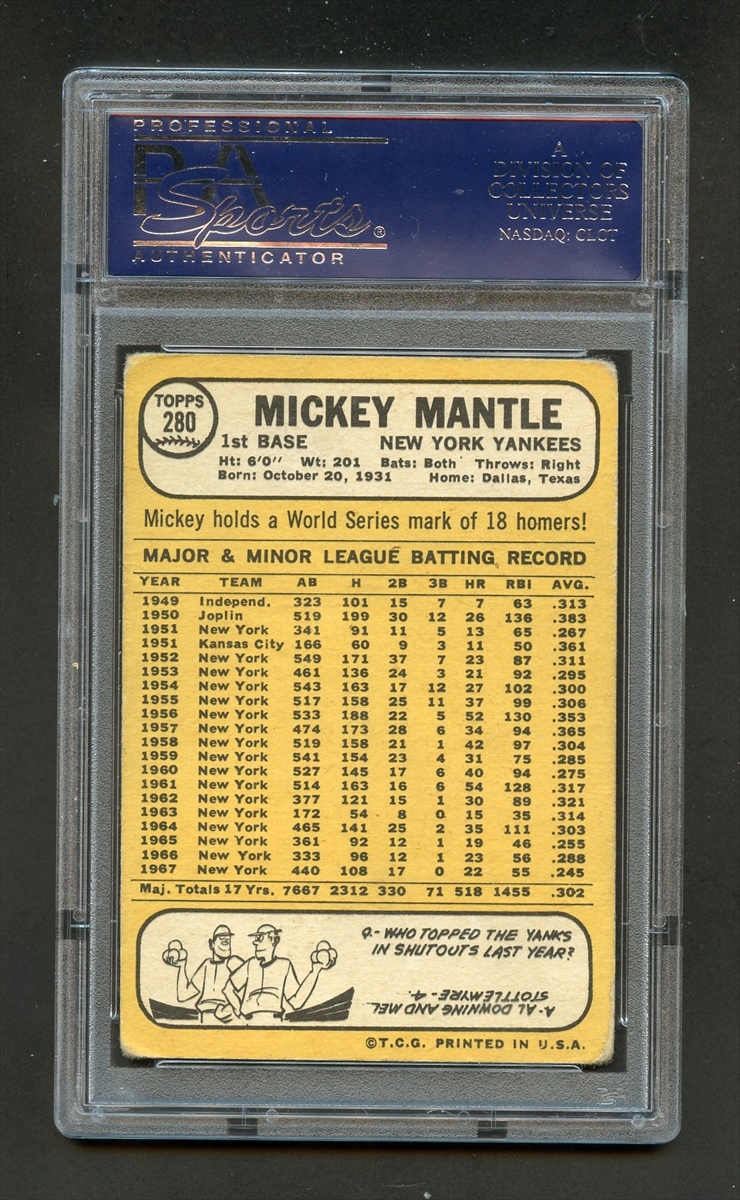 PROFESSIONAL
PSA
Sports®
AUTHENTICATOR
A
DIVISION OF
COLLECTORS
UNIVERSE
NASDAQ: CLCT
TOPPS
280
MICKEY MANTLE
1st BASE NEW YORK YANKEES
Ht: 6'0" Wt: 201 Bats: Both Throws: Right
Born: October 20, 1931 Home: Dallas, Texas
Mickey holds a World Series mark of 18 homers!
MAJOR & MINOR LEAGUE BATTING RECORD
YEAR TEAM AB H 2B 3B HR RBI AVG.
1949 Independ. 323 101 15 7 7 63 .313
1950 Joplin 519 199 30 12 26 136 .383
1951 New York 341 91 11 5 13 65 .267
1951 Kansas City 166 60 9 3 11 50 .361
1952 New York 549 171 37 7 23 87 .311
1953 New York 461 136 24 3 21 92 .295
1954 New York 543 163 17 12 27 102 .300
1955 New York 517 158 25 11 37 99 .306
1956 New York 533 188 22 5 52 130 .353
1957 New York 474 173 28 6 34 94 .365
1958 New York 519 158 21 1 42 97 .304
1959 New York 541 154 23 4 31 75 .285
1960 New York 527 145 17 6 40 94 .275
1961 New York 514 163 16 6 54 128 .317
1962 New York 377 121 15 1 30 89 .321
1963 New York 172 54 8 0 15 35 .314
1964 New York 465 141 25 2 35 111 .303
1965 New York 361 92 12 1 19 46 .255
1966 New York 333 96 12 1 23 56 .288
1967 New York 440 108 17 0 22 55 .245
Maj. Totals 17 Yrs. 7667 2312 330 71 518 1455 .302
Q.- WHO TOPPED THE YANKS
IN SHUTOUTS LAST YEAR?
A- AL DOWNING AND MEL
STOTTLEMYRE - 4.
©T.C.G. PRINTED IN U.S.A.